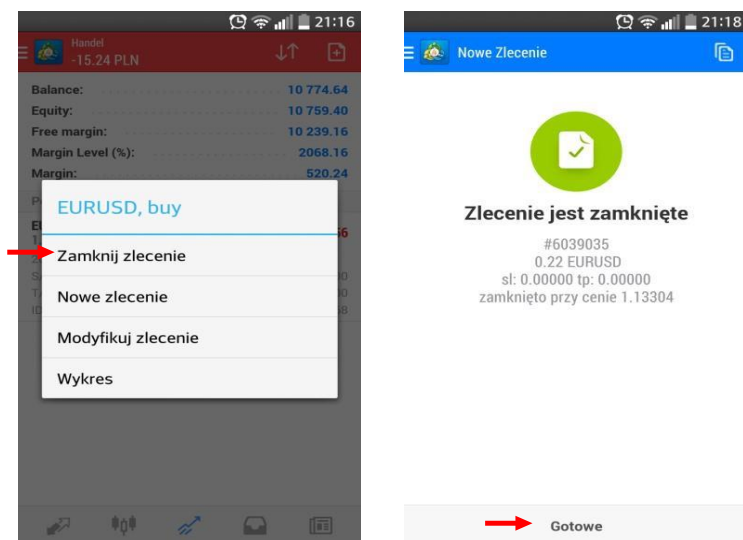 21:16
Handel
-15.24 PLN
Balance: 10 774.64
Equity: 10 759.40
Free margin: 10 239.16
Margin Level (%): 2068.16
Margin: 520.24
EURUSD, buy
Zamknij zlecenie
Nowe zlecenie
Modyfikuj zlecenie
Wykres
21:18
Nowe Zlecenie
Zlecenie jest zamknięte
#6039035
0.22 EURUSD
sl: 0.00000 tp: 0.00000
zamknięto przy cenie 1.13304
Gotowe